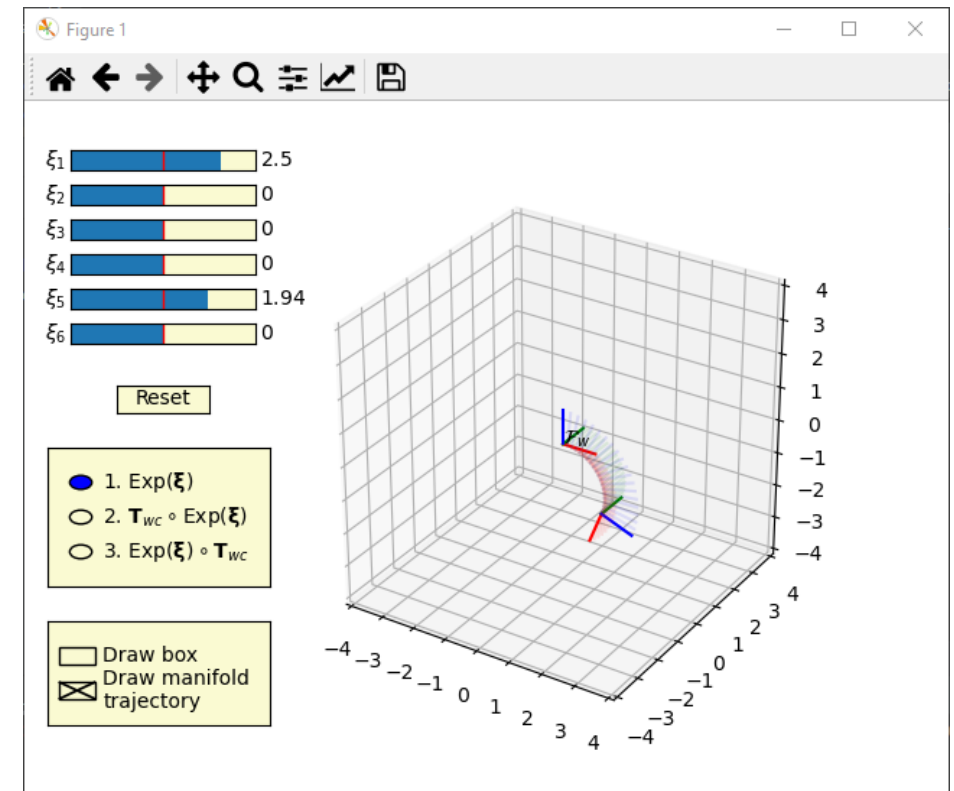 Figure 1
ξ1 2.5
ξ2 0
ξ3 0
ξ4 0
ξ5 1.94
ξ6 0
Reset
1. Exp(ξ)
2. Twc ∘ Exp(ξ)
3. Exp(ξ) ∘ Twc
Draw box
Draw manifold
trajectory
4
3
2
1
0
−1
−2
−3
−4
−4
−3
−2
−1
0
1
2
3
4
4
3
2
1
0
−1
−2
−3
−4